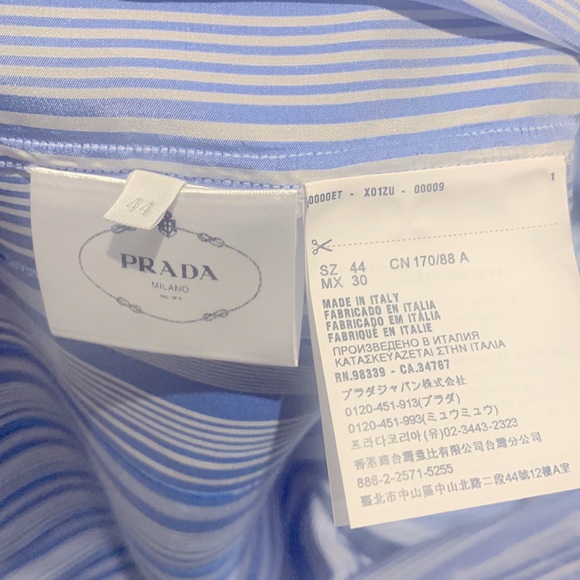 44
PRADA
MILANO
DAL 1913
0000ET - X01ZU - 00009 1
SZ 44 CN 170/88 A
MX 30
MADE IN ITALY
FABRICADO EN ITALIA
FABRICADO EM ITÁLIA
FABRIQUÉ EN ITALIE
ПРОИЗВЕДЕНО В ИТАЛИЯ
ΚΑΤΑΣΚΕΥΑΖΕΤΑΙ ΣΤΗΝ ΙΤΑΛΙΑ
RN.98339 - CA.34767
プラダジャパン株式会社
0120-451-913(プラダ)
0120-451-993(ミュウミュウ)
프라다코리아 (유) 02-3443-2323
香港商台灣壹比有限公司台灣分公司
886-2-2571-5255
臺北市中山區中山北路二段44號12樓A室